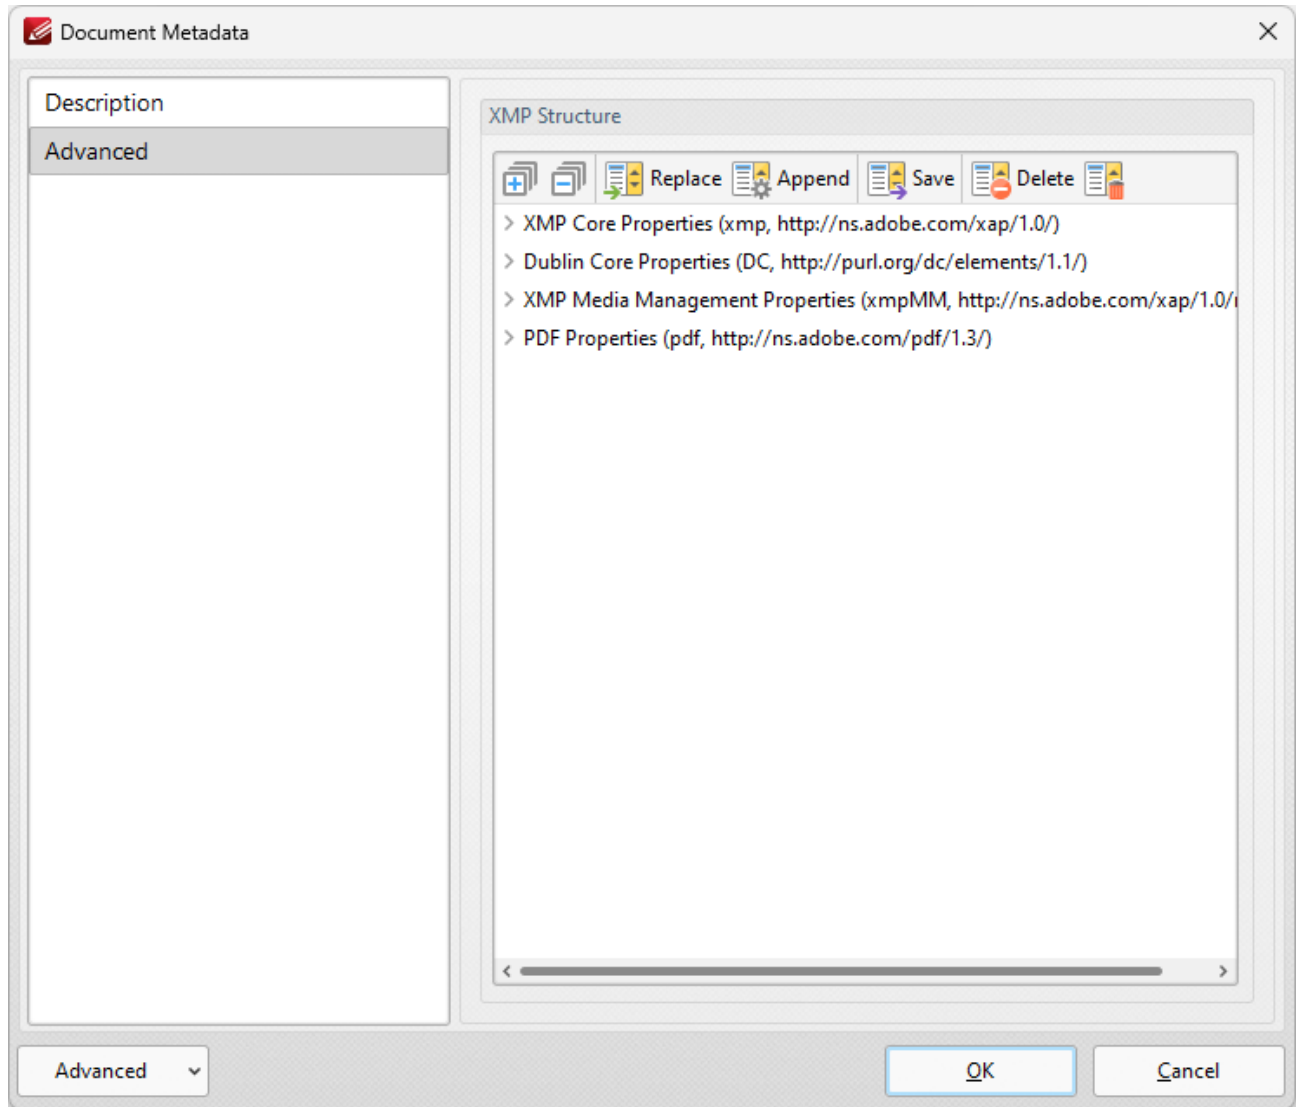 Document Metadata
Description
Advanced
XMP Structure
Replace Append Save Delete
XMP Core Properties (xmp, http://ns.adobe.com/xap/1.0/)
Dublin Core Properties (DC, http://purl.org/dc/elements/1.1/)
XMP Media Management Properties (xmpMM, http://ns.adobe.com/xap/1.0/
PDF Properties (pdf, http://ns.adobe.com/pdf/1.3/)
Advanced OK Cancel